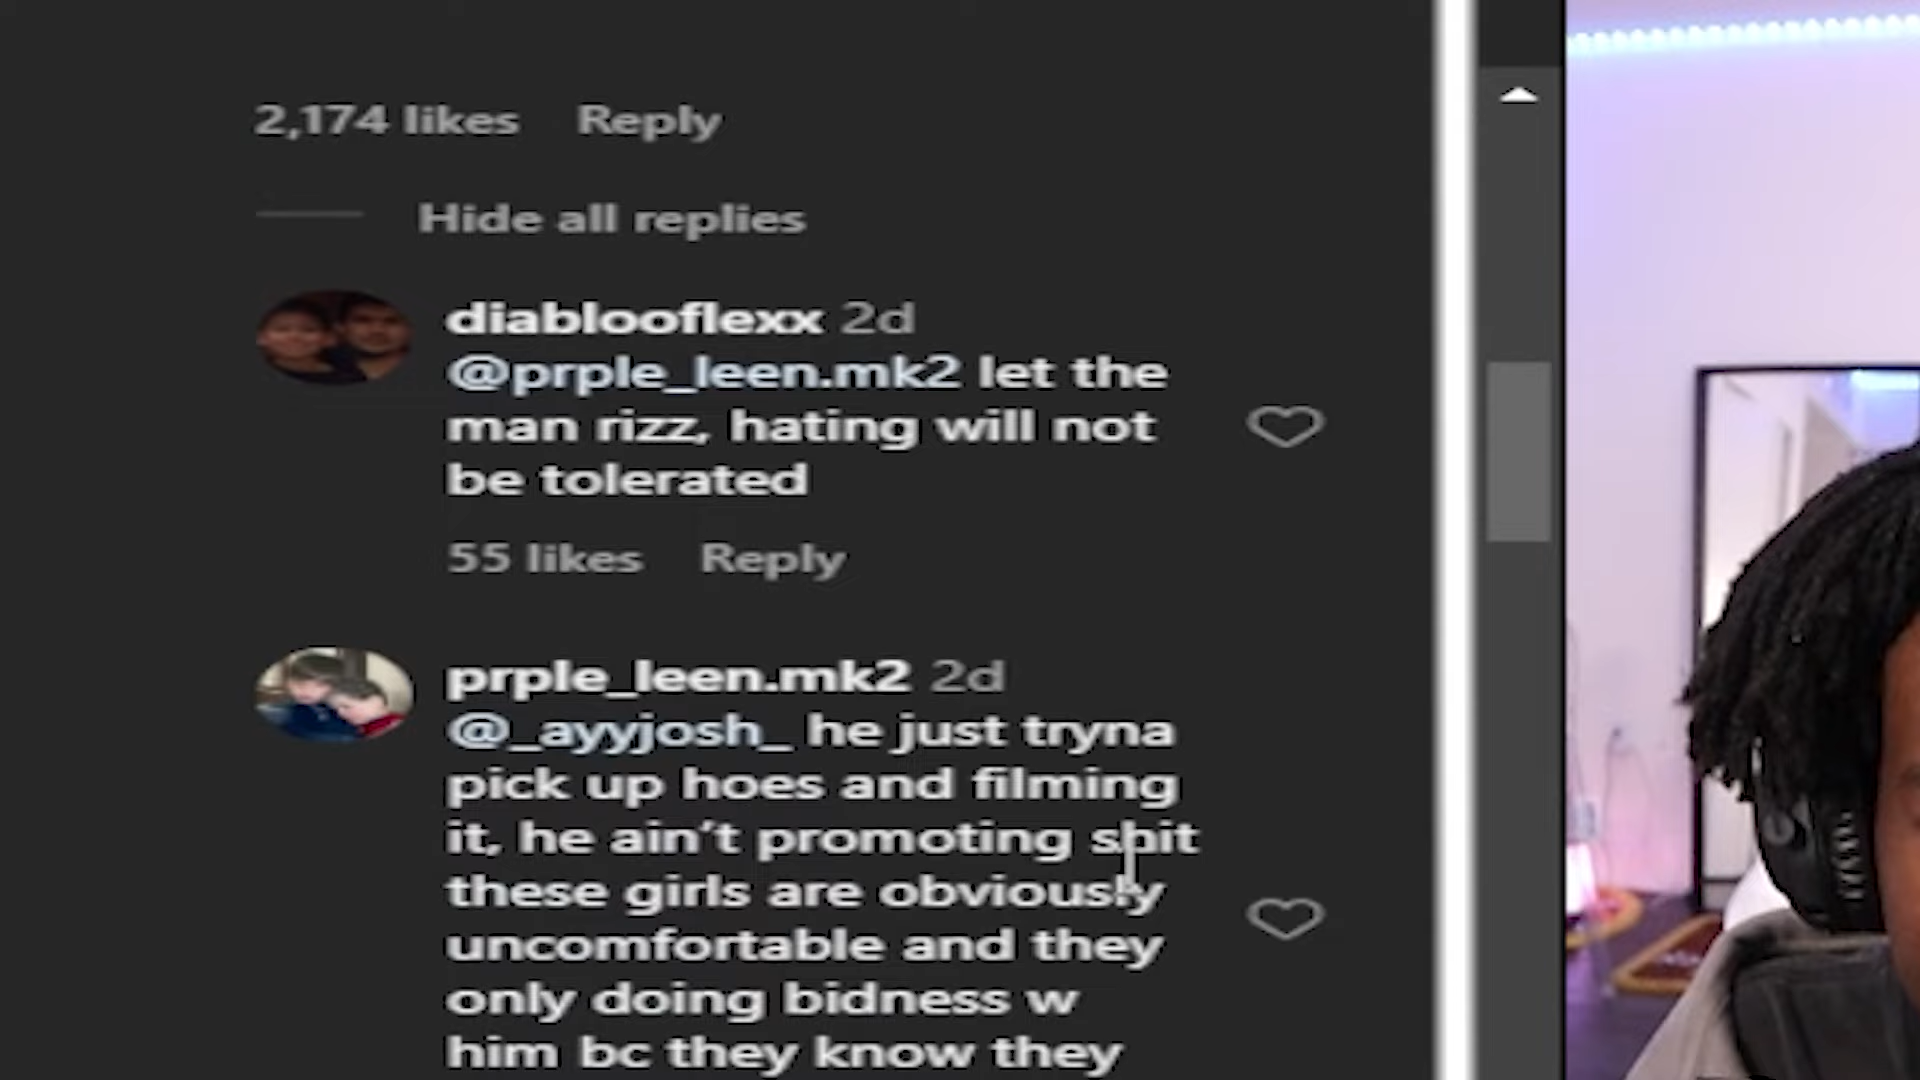 2,174 likes Reply
Hide all replies
diablooflexx 2d
@prple_leen.mk2 let the
man rizz, hating will not
be tolerated
55 likes Reply
prple_leen.mk2 2d
@_ayyjosh_ he just tryna
pick up hoes and filming
it, he ain’t promoting shit
these girls are obviously
uncomfortable and they
only doing bidness w
him bc they know they